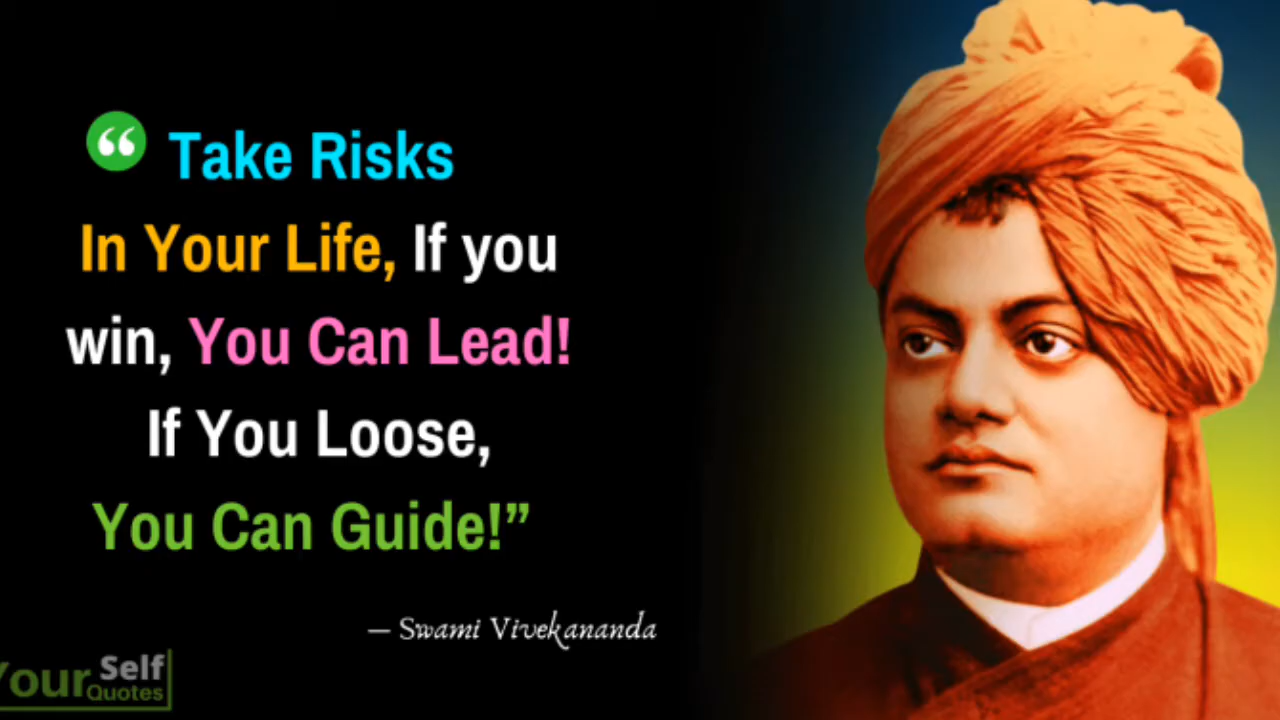 “ Take Risks
In Your Life, If you
win, You Can Lead!
If You Loose,
You Can Guide!”
— Swami Vivekananda
Your Self
Quotes